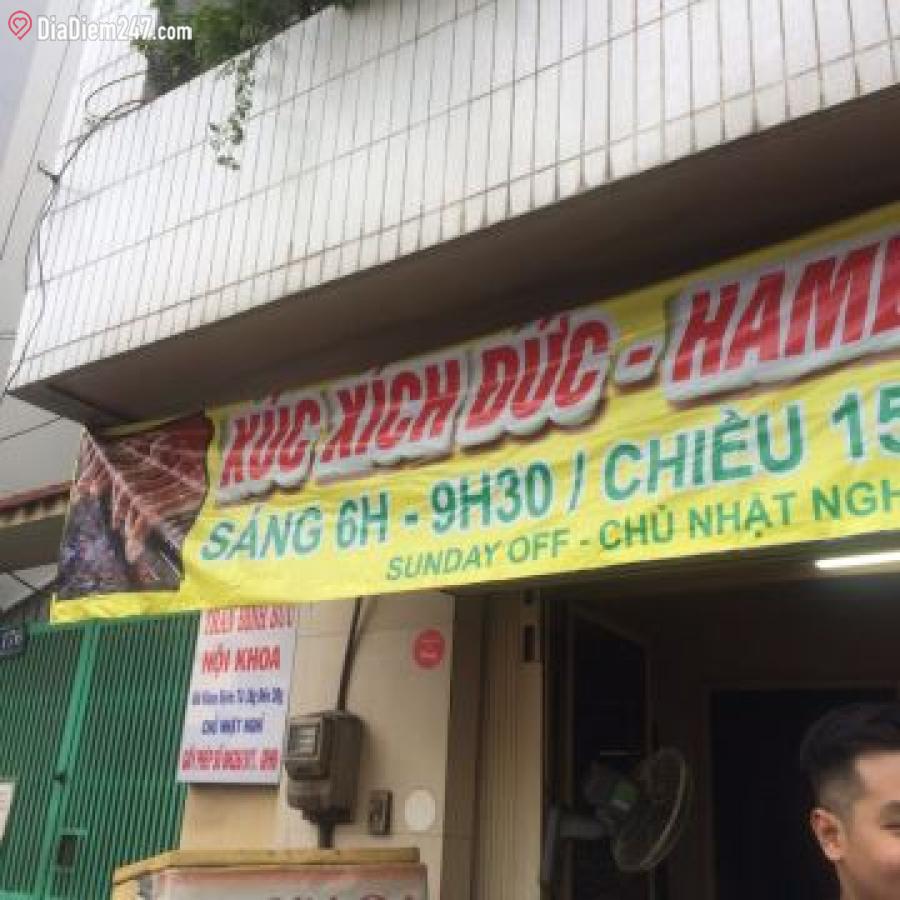 DiaDiem247.com
XÚC XÍCH ĐỨC - HAM
SÁNG 6H - 9H30 / CHIỀU 15
SUNDAY OFF - CHỦ NHẬT NGH
NỘI KHOA
CHỦ NHẬT NGHỈ